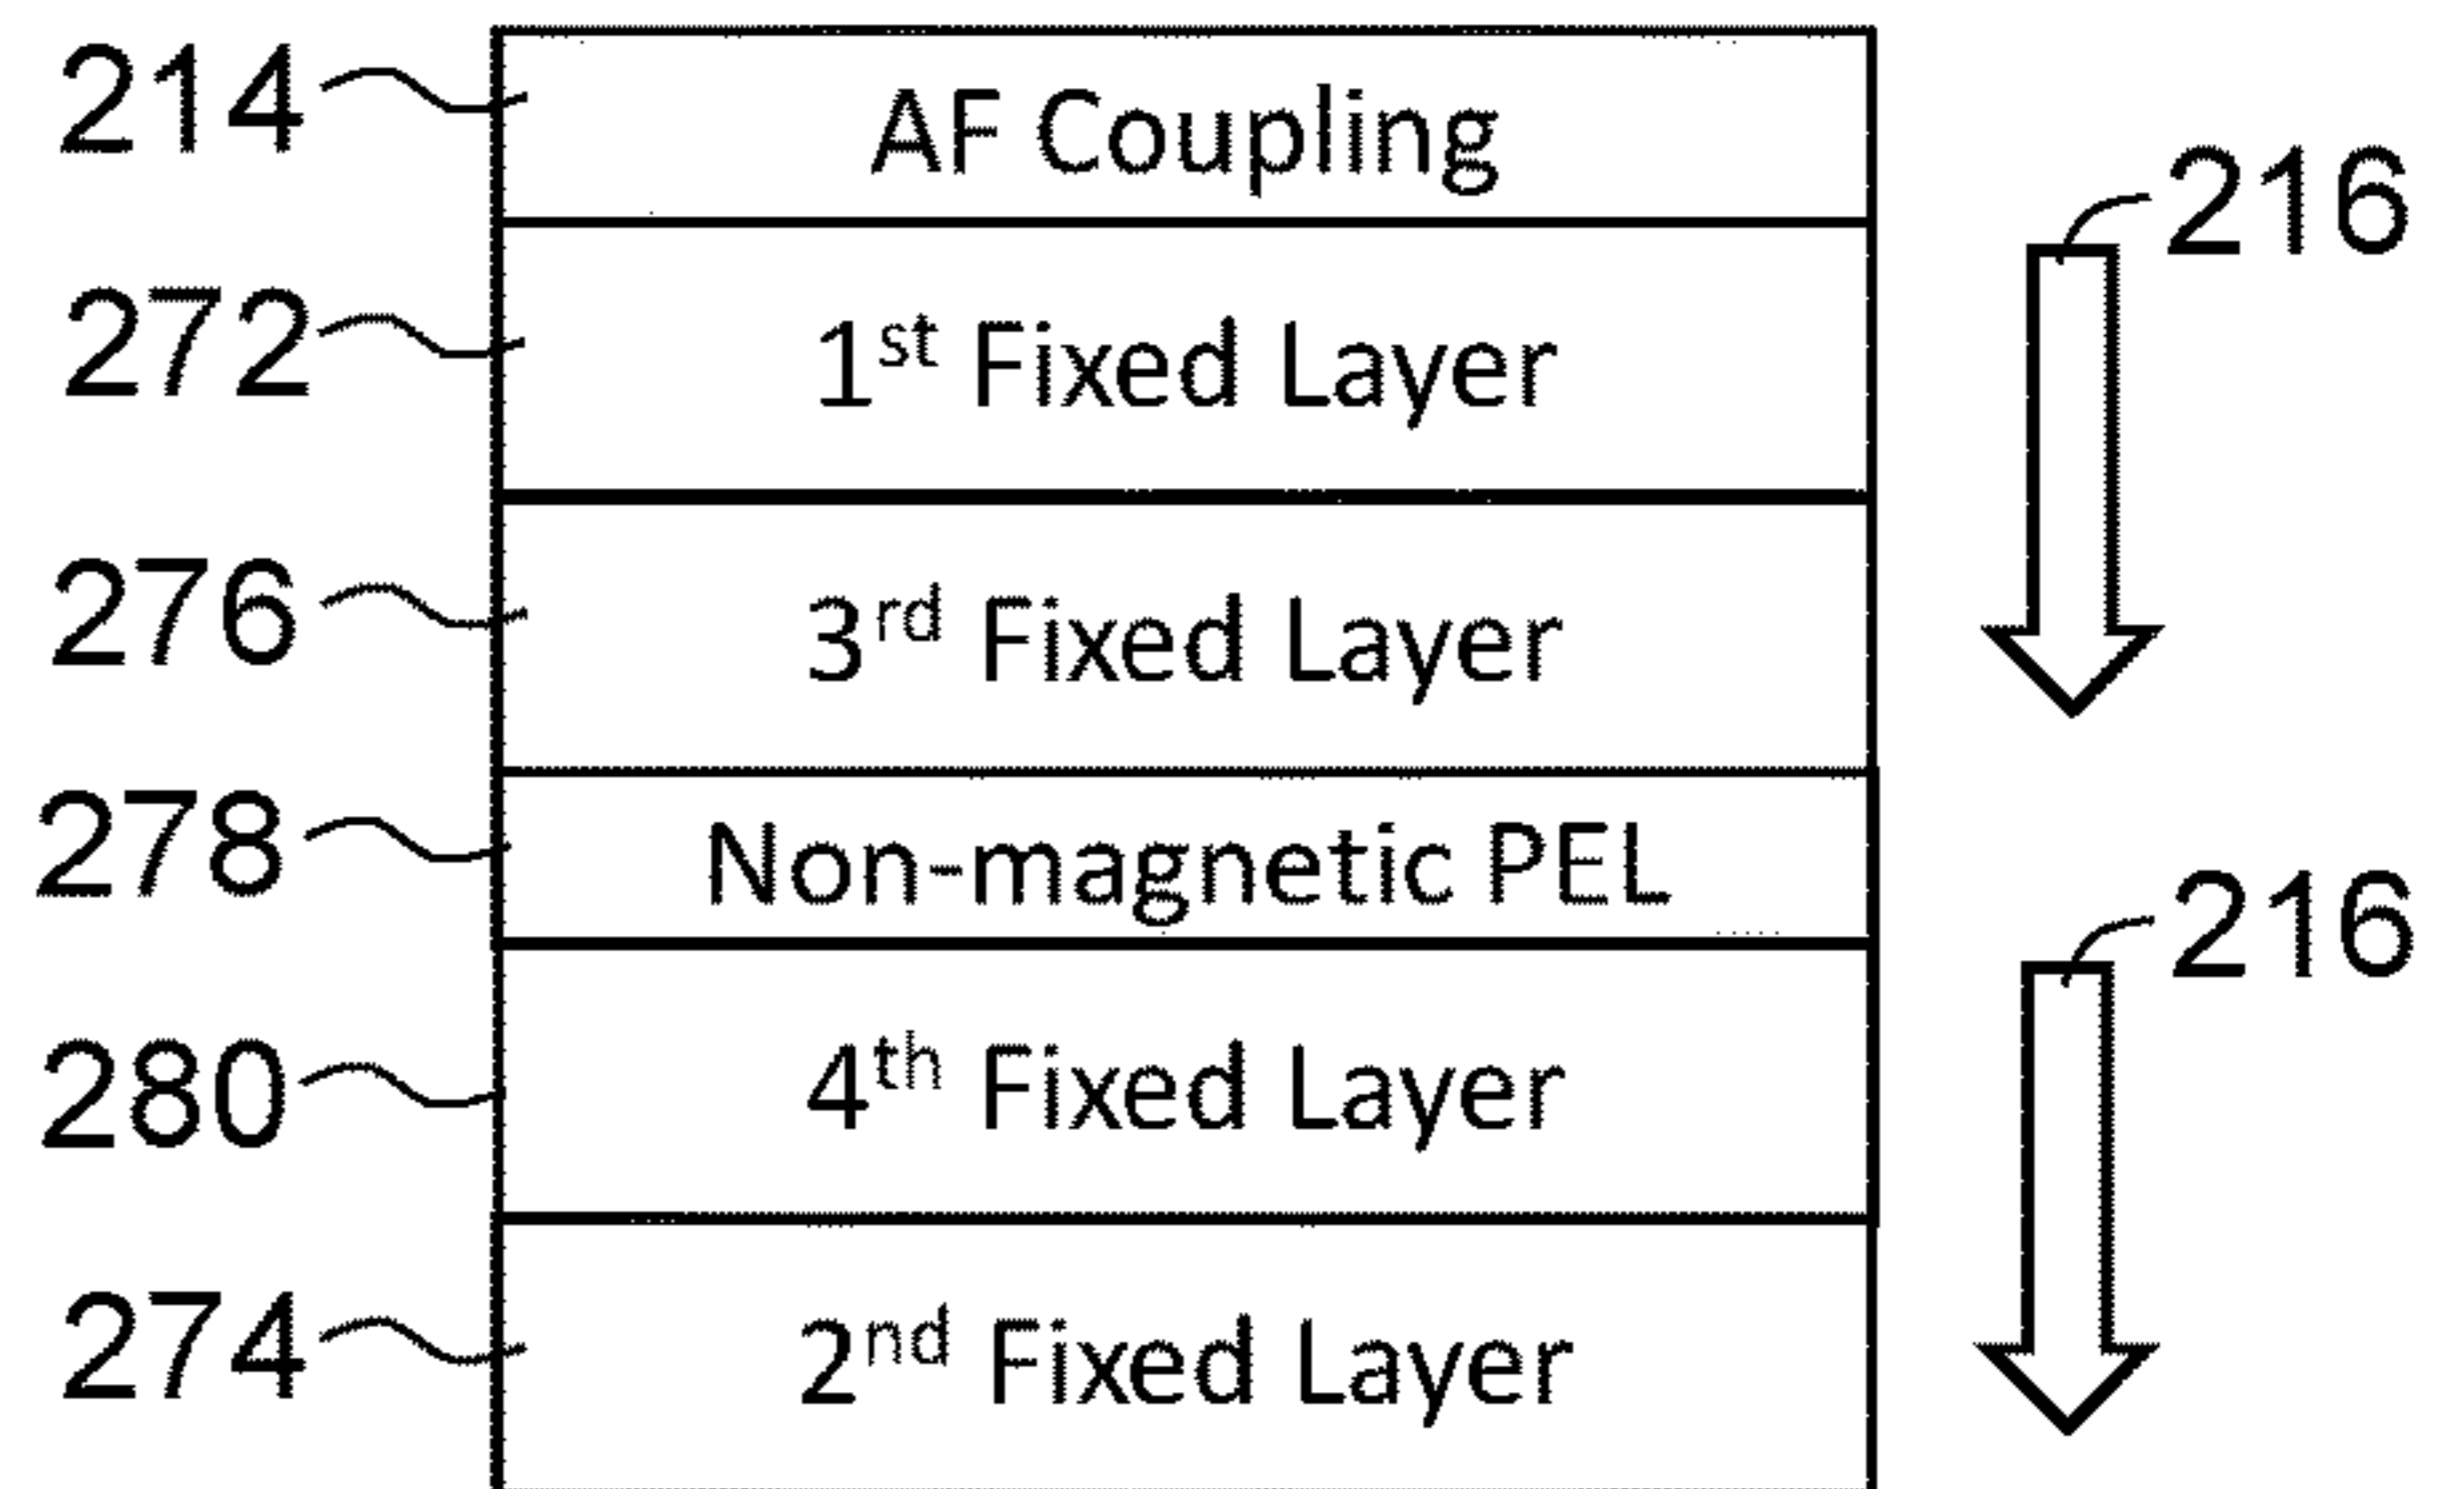 214 AF Coupling
216
272 1st Fixed Layer
276 3rd Fixed Layer
278 Non-magnetic PEL
216
280 4th Fixed Layer
274 2nd Fixed Layer